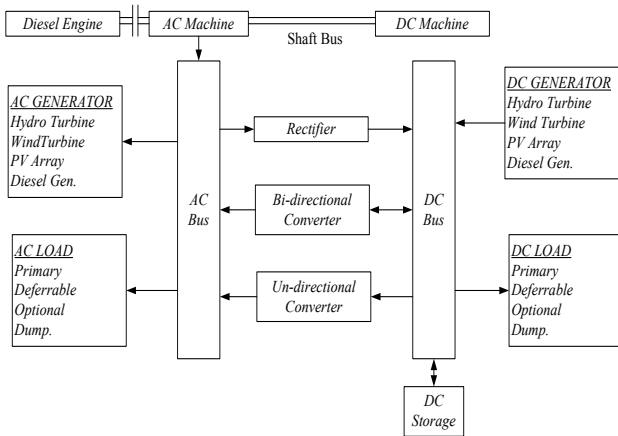 Diesel Engine
AC Machine
DC Machine
Shaft Bus
AC GENERATOR
Hydro Turbine
WindTurbine
PV Array
Diesel Gen.
AC LOAD
Primary
Deferrable
Optional
Dump.
AC
Bus
Rectifier
Bi-directional
Converter
Un-directional
Converter
DC
Bus
DC GENERATOR
Hydro Turbine
Wind Turbine
PV Array
Diesel Gen.
DC LOAD
Primary
Deferrable
Optional
Dump.
DC
Storage